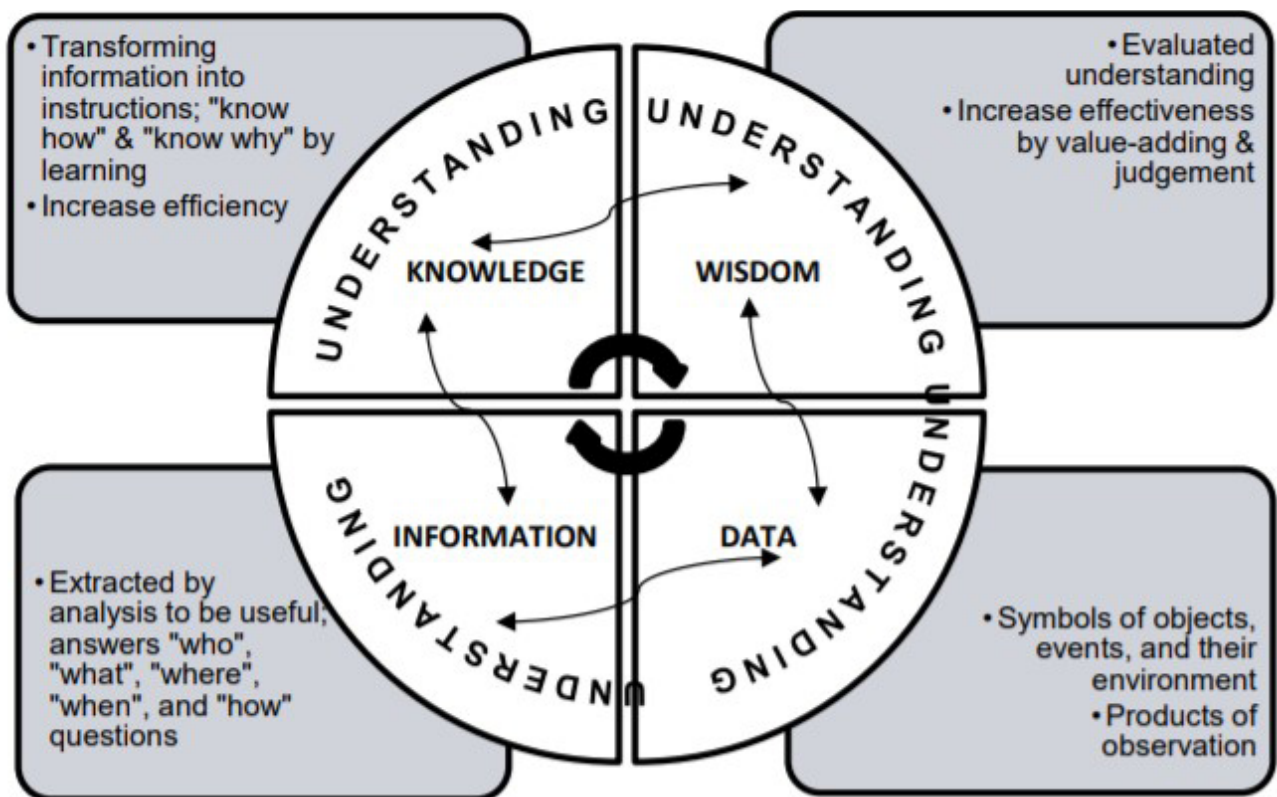 • Transforming
information into
instructions; "know
how" & "know why" by
learning
• Increase efficiency
UNDERSTANDING
KNOWLEDGE
UNDERSTANDING
WISDOM
• Evaluated
understanding
• Increase effectiveness
by value-adding &
judgement
• Extracted by
analysis to be useful;
answers "who",
"what", "where",
"when", and "how"
questions
UNDERSTANDING
INFORMATION
UNDERSTANDING
DATA
• Symbols of objects,
events, and their
environment
• Products of
observation